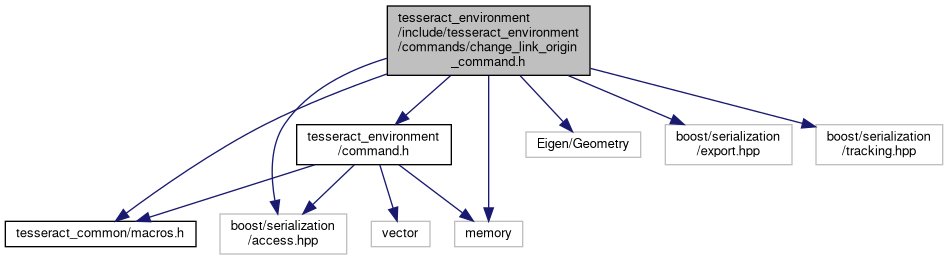 tesseract_environment
/include/tesseract_environment
/commands/change_link_origin
_command.h
tesseract_environment
/command.h
Eigen/Geometry
boost/serialization
/export.hpp
boost/serialization
/tracking.hpp
tesseract_common/macros.h
boost/serialization
/access.hpp
vector
memory